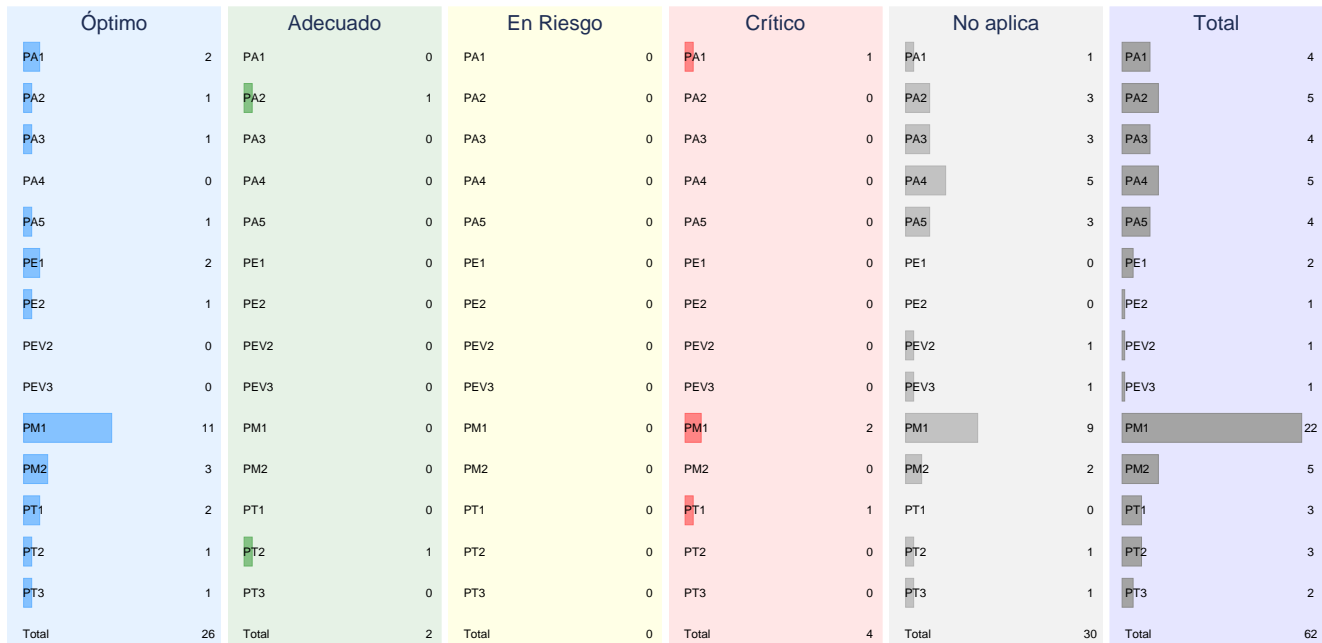 Óptimo Adecuado En Riesgo Crítico No aplica Total
PA1 2 PA1 0 PA1 0 PA1 1 PA1 1 PA1 4
PA2 1 PA2 1 PA2 0 PA2 0 PA2 3 PA2 5
PA3 1 PA3 0 PA3 0 PA3 0 PA3 3 PA3 4
PA4 0 PA4 0 PA4 0 PA4 0 PA4 5 PA4 5
PA5 1 PA5 0 PA5 0 PA5 0 PA5 3 PA5 4
PE1 2 PE1 0 PE1 0 PE1 0 PE1 0 PE1 2
PE2 1 PE2 0 PE2 0 PE2 0 PE2 0 PE2 1
PEV2 0 PEV2 0 PEV2 0 PEV2 0 PEV2 1 PEV2 1
PEV3 0 PEV3 0 PEV3 0 PEV3 0 PEV3 1 PEV3 1
PM1 11 PM1 0 PM1 0 PM1 2 PM1 9 PM1 22
PM2 3 PM2 0 PM2 0 PM2 0 PM2 2 PM2 5
PT1 2 PT1 0 PT1 0 PT1 1 PT1 0 PT1 3
PT2 1 PT2 1 PT2 0 PT2 0 PT2 1 PT2 3
PT3 1 PT3 0 PT3 0 PT3 0 PT3 1 PT3 2
Total 26 Total 2 Total 0 Total 4 Total 30 Total 62